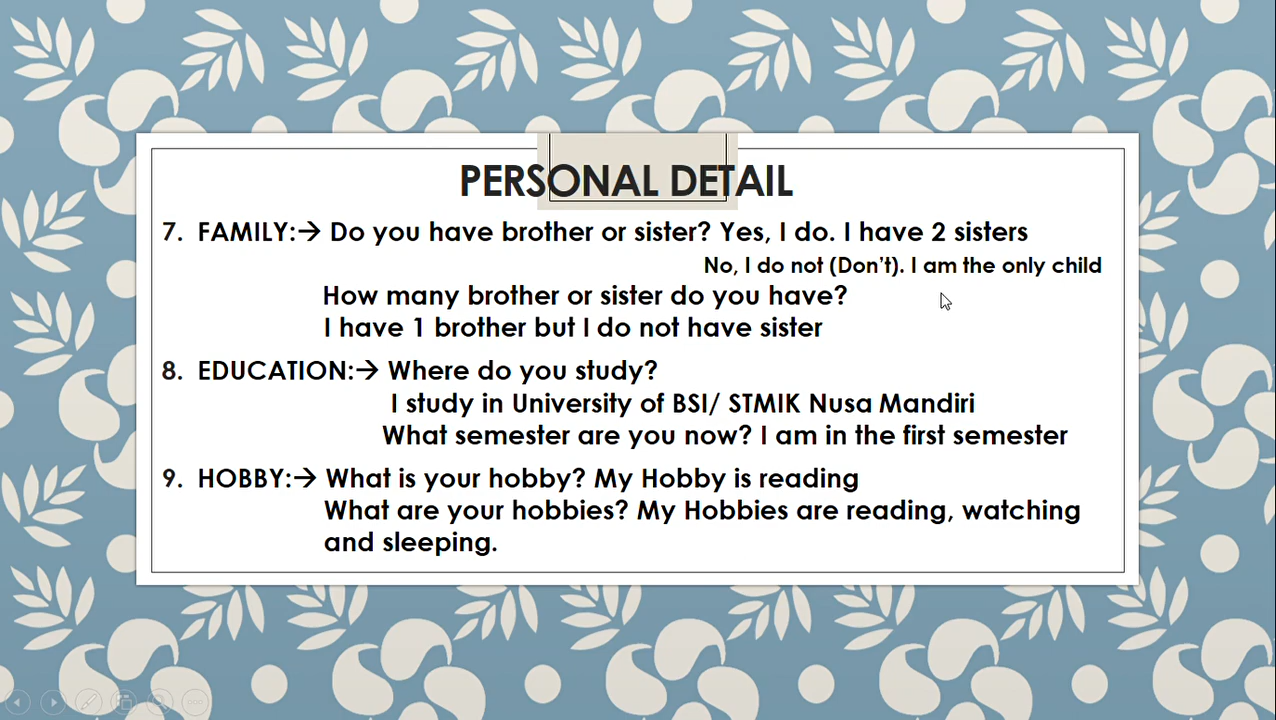 PERSONAL DETAIL
7. FAMILY:→ Do you have brother or sister? Yes, I do. I have 2 sisters
No, I do not (Don't). I am the only child
How many brother or sister do you have?
I have 1 brother but I do not have sister
8. EDUCATION:→ Where do you study?
I study in University of BSI/ STMIK Nusa Mandiri
What semester are you now? I am in the first semester
9. HOBBY:→ What is your hobby? My Hobby is reading
What are your hobbies? My Hobbies are reading, watching
and sleeping.